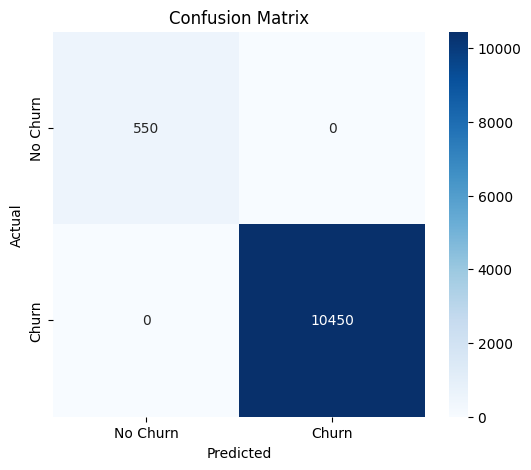 Confusion Matrix
No Churn
550
0
Churn
0
10450
Actual
No Churn
Churn
Predicted
10000
8000
6000
4000
2000
0